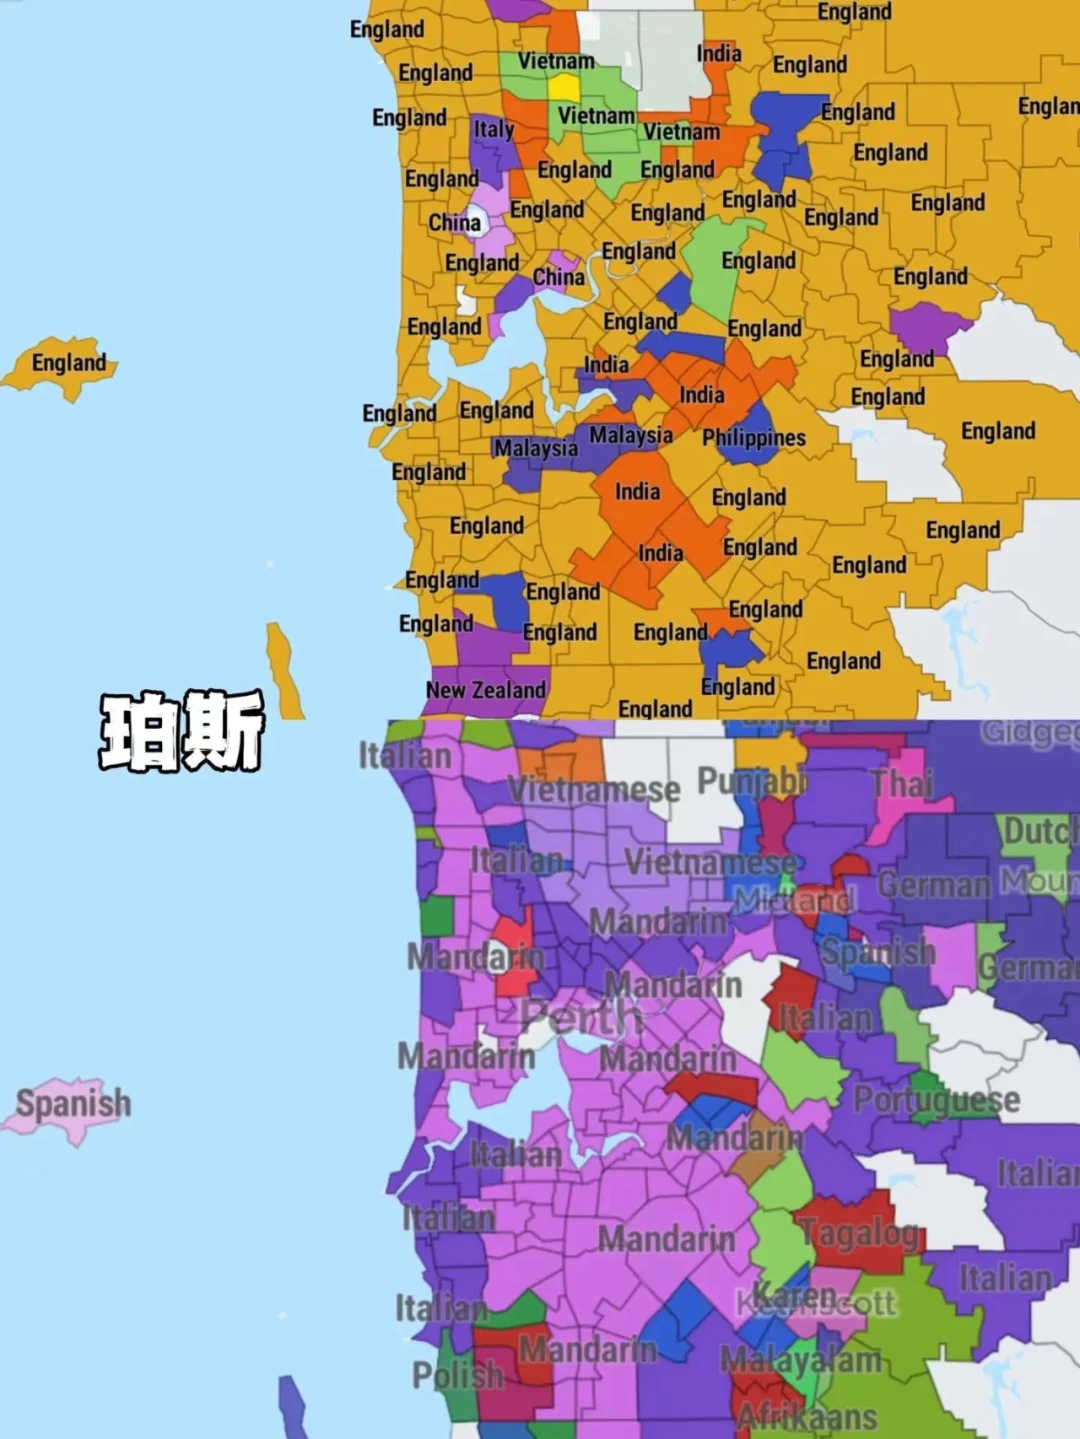 England
England
England
Vietnam
India
England
England
Vietnam
Vietnam
England
Englan
Italy
England
England
England
England
England
China
England
England
England
England
England
England
China
England
England
England
England
England
England
England
England
India
England
India
England
England
England
Malaysia
Malaysia
Philippines
England
England
India
England
England
England
India
England
England
England
England
England
England
England
England
England
New Zealand
England
England
珀斯
Punjabi
Gidgeg
Italian
Vietnamese
Punjabi
Thai
Dutch
Italian
Vietnamese
German
Moun
Midland
Mandarin
Mandarin
Spanish
German
Mandarin
Perth
Italian
Mandarin
Mandarin
Spanish
Portuguese
Mandarin
Italian
Italian
Italian
Mandarin
Tagalog
Italian
Karen
Kelmscott
Italian
Mandarin
Malayalam
Polish
Afrikaans